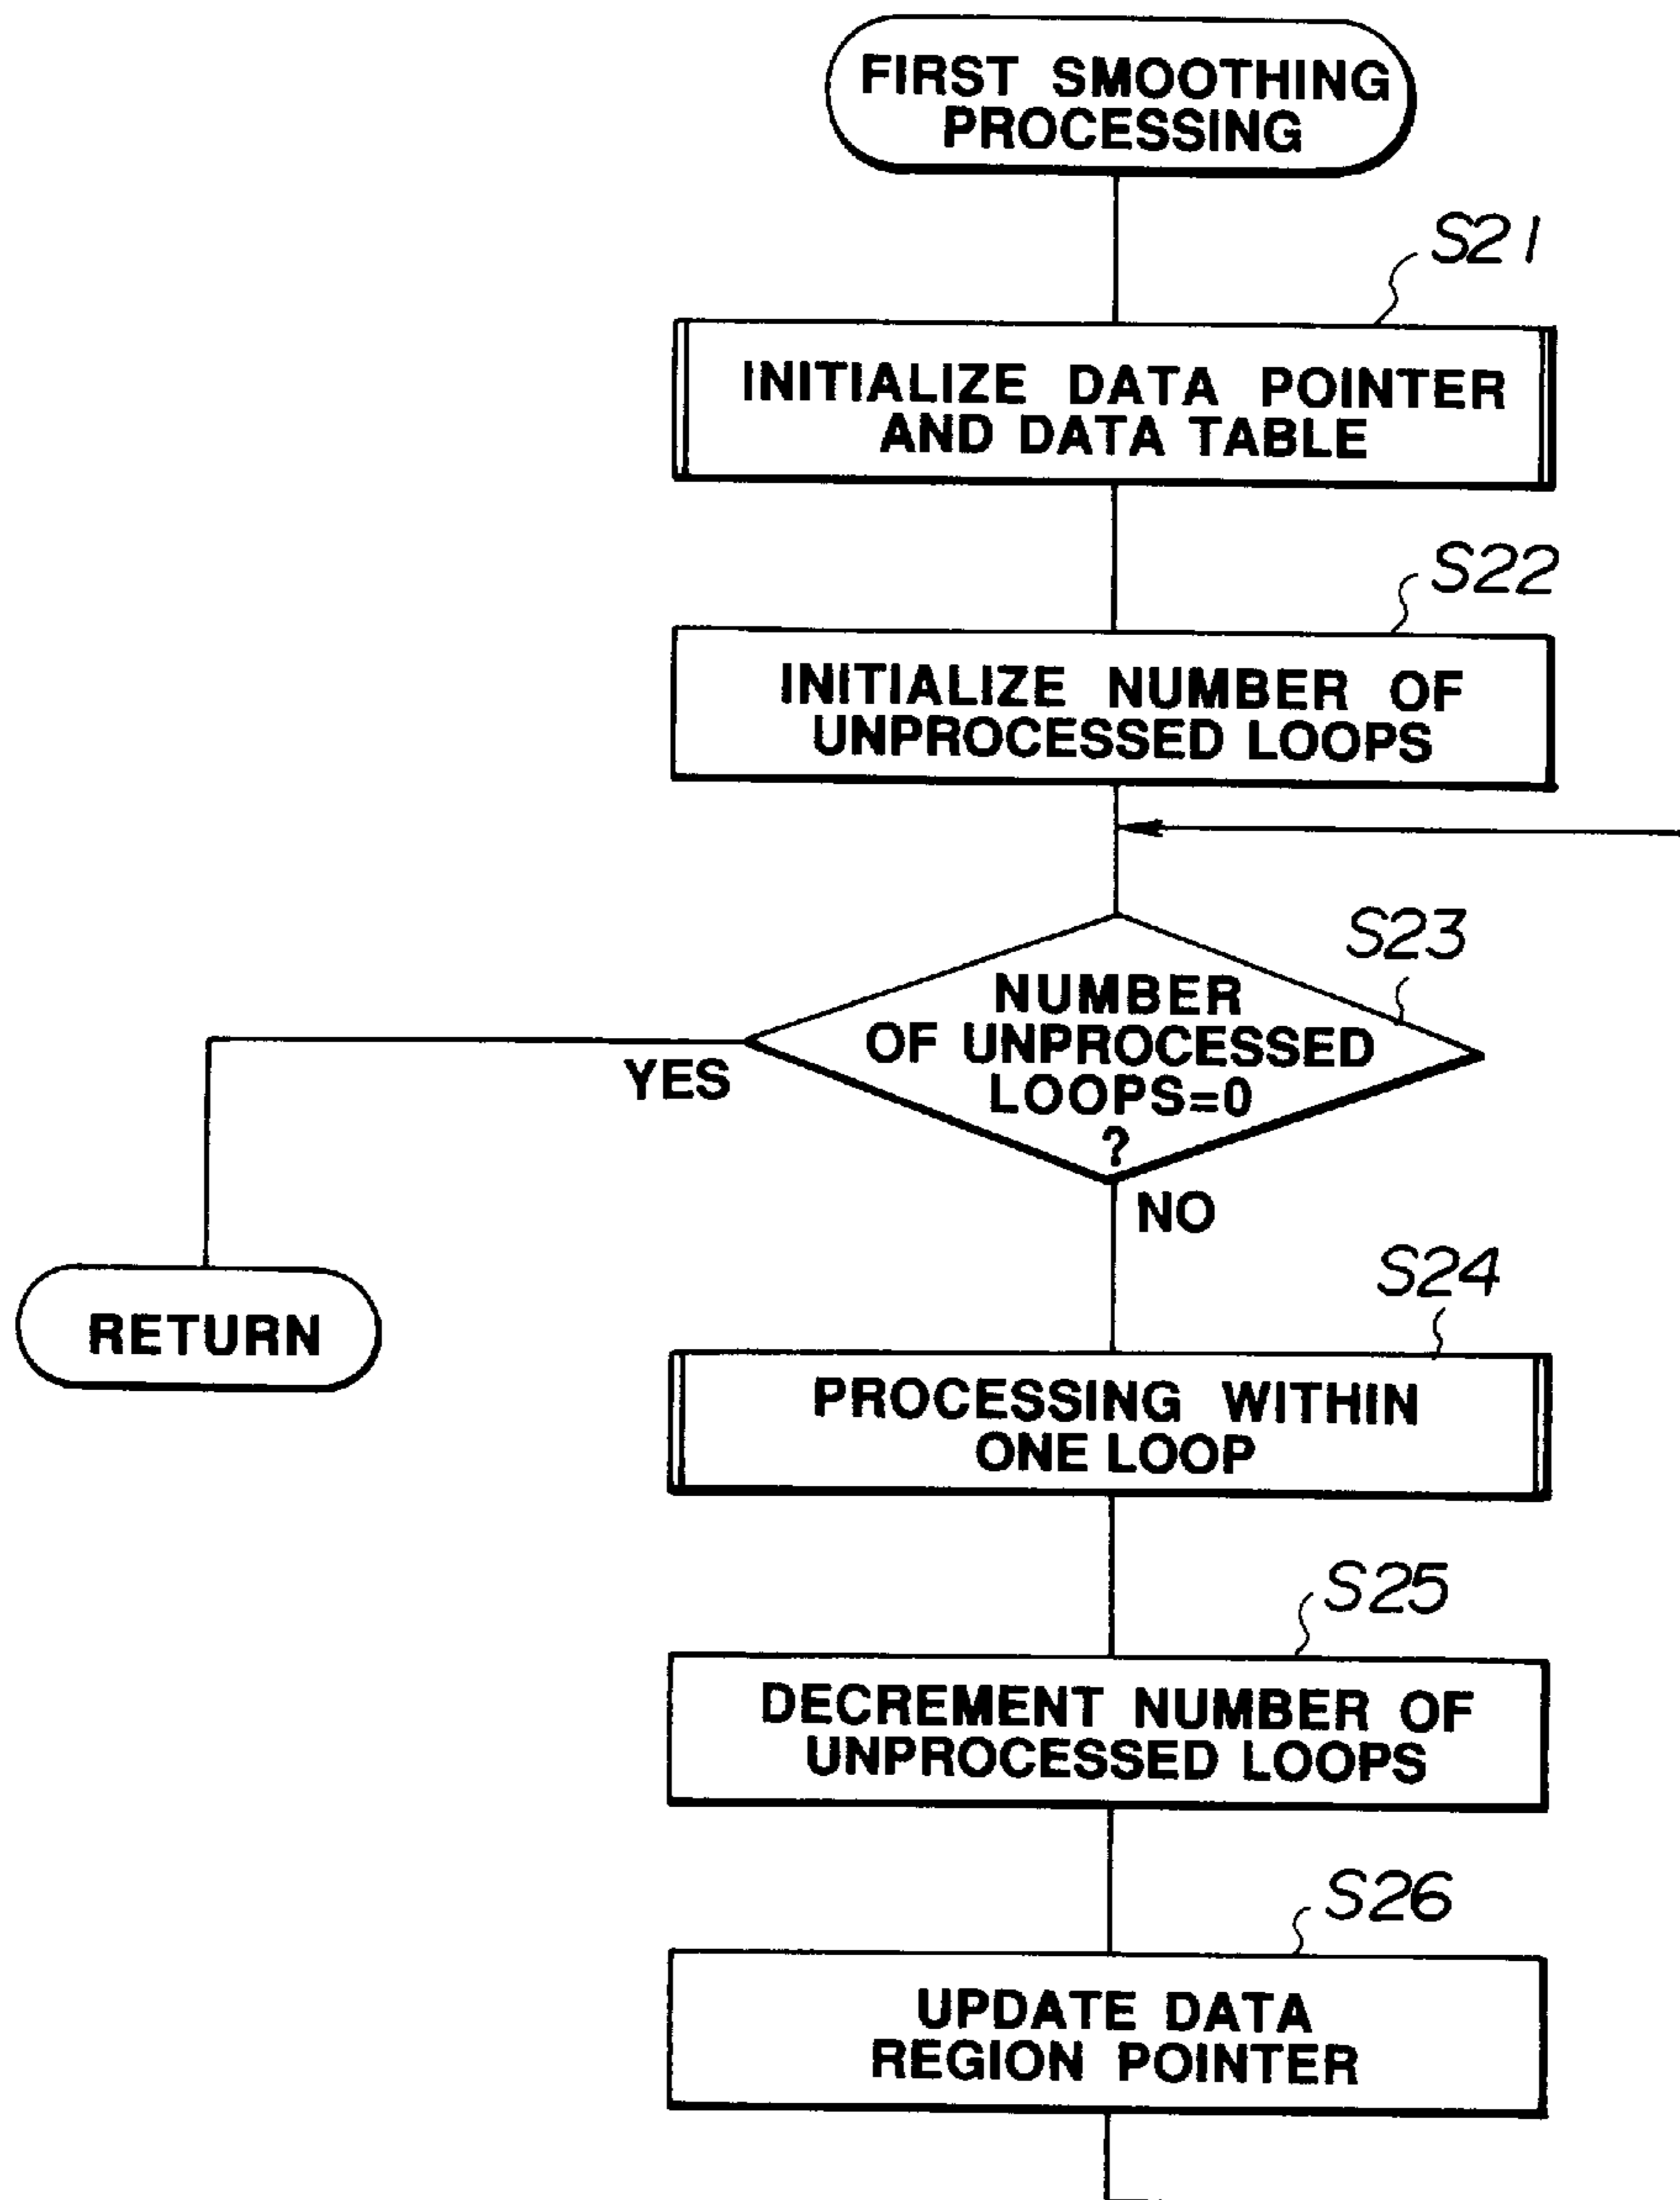 FIRST SMOOTHING
PROCESSING
S21
INITIALIZE DATA POINTER
AND DATA TABLE
S22
INITIALIZE NUMBER OF
UNPROCESSED LOOPS
S23
NUMBER
OF UNPROCESSED
LOOPS=0
?
YES
NO
RETURN
S24
PROCESSING WITHIN
ONE LOOP
S25
DECREMENT NUMBER OF
UNPROCESSED LOOPS
S26
UPDATE DATA
REGION POINTER